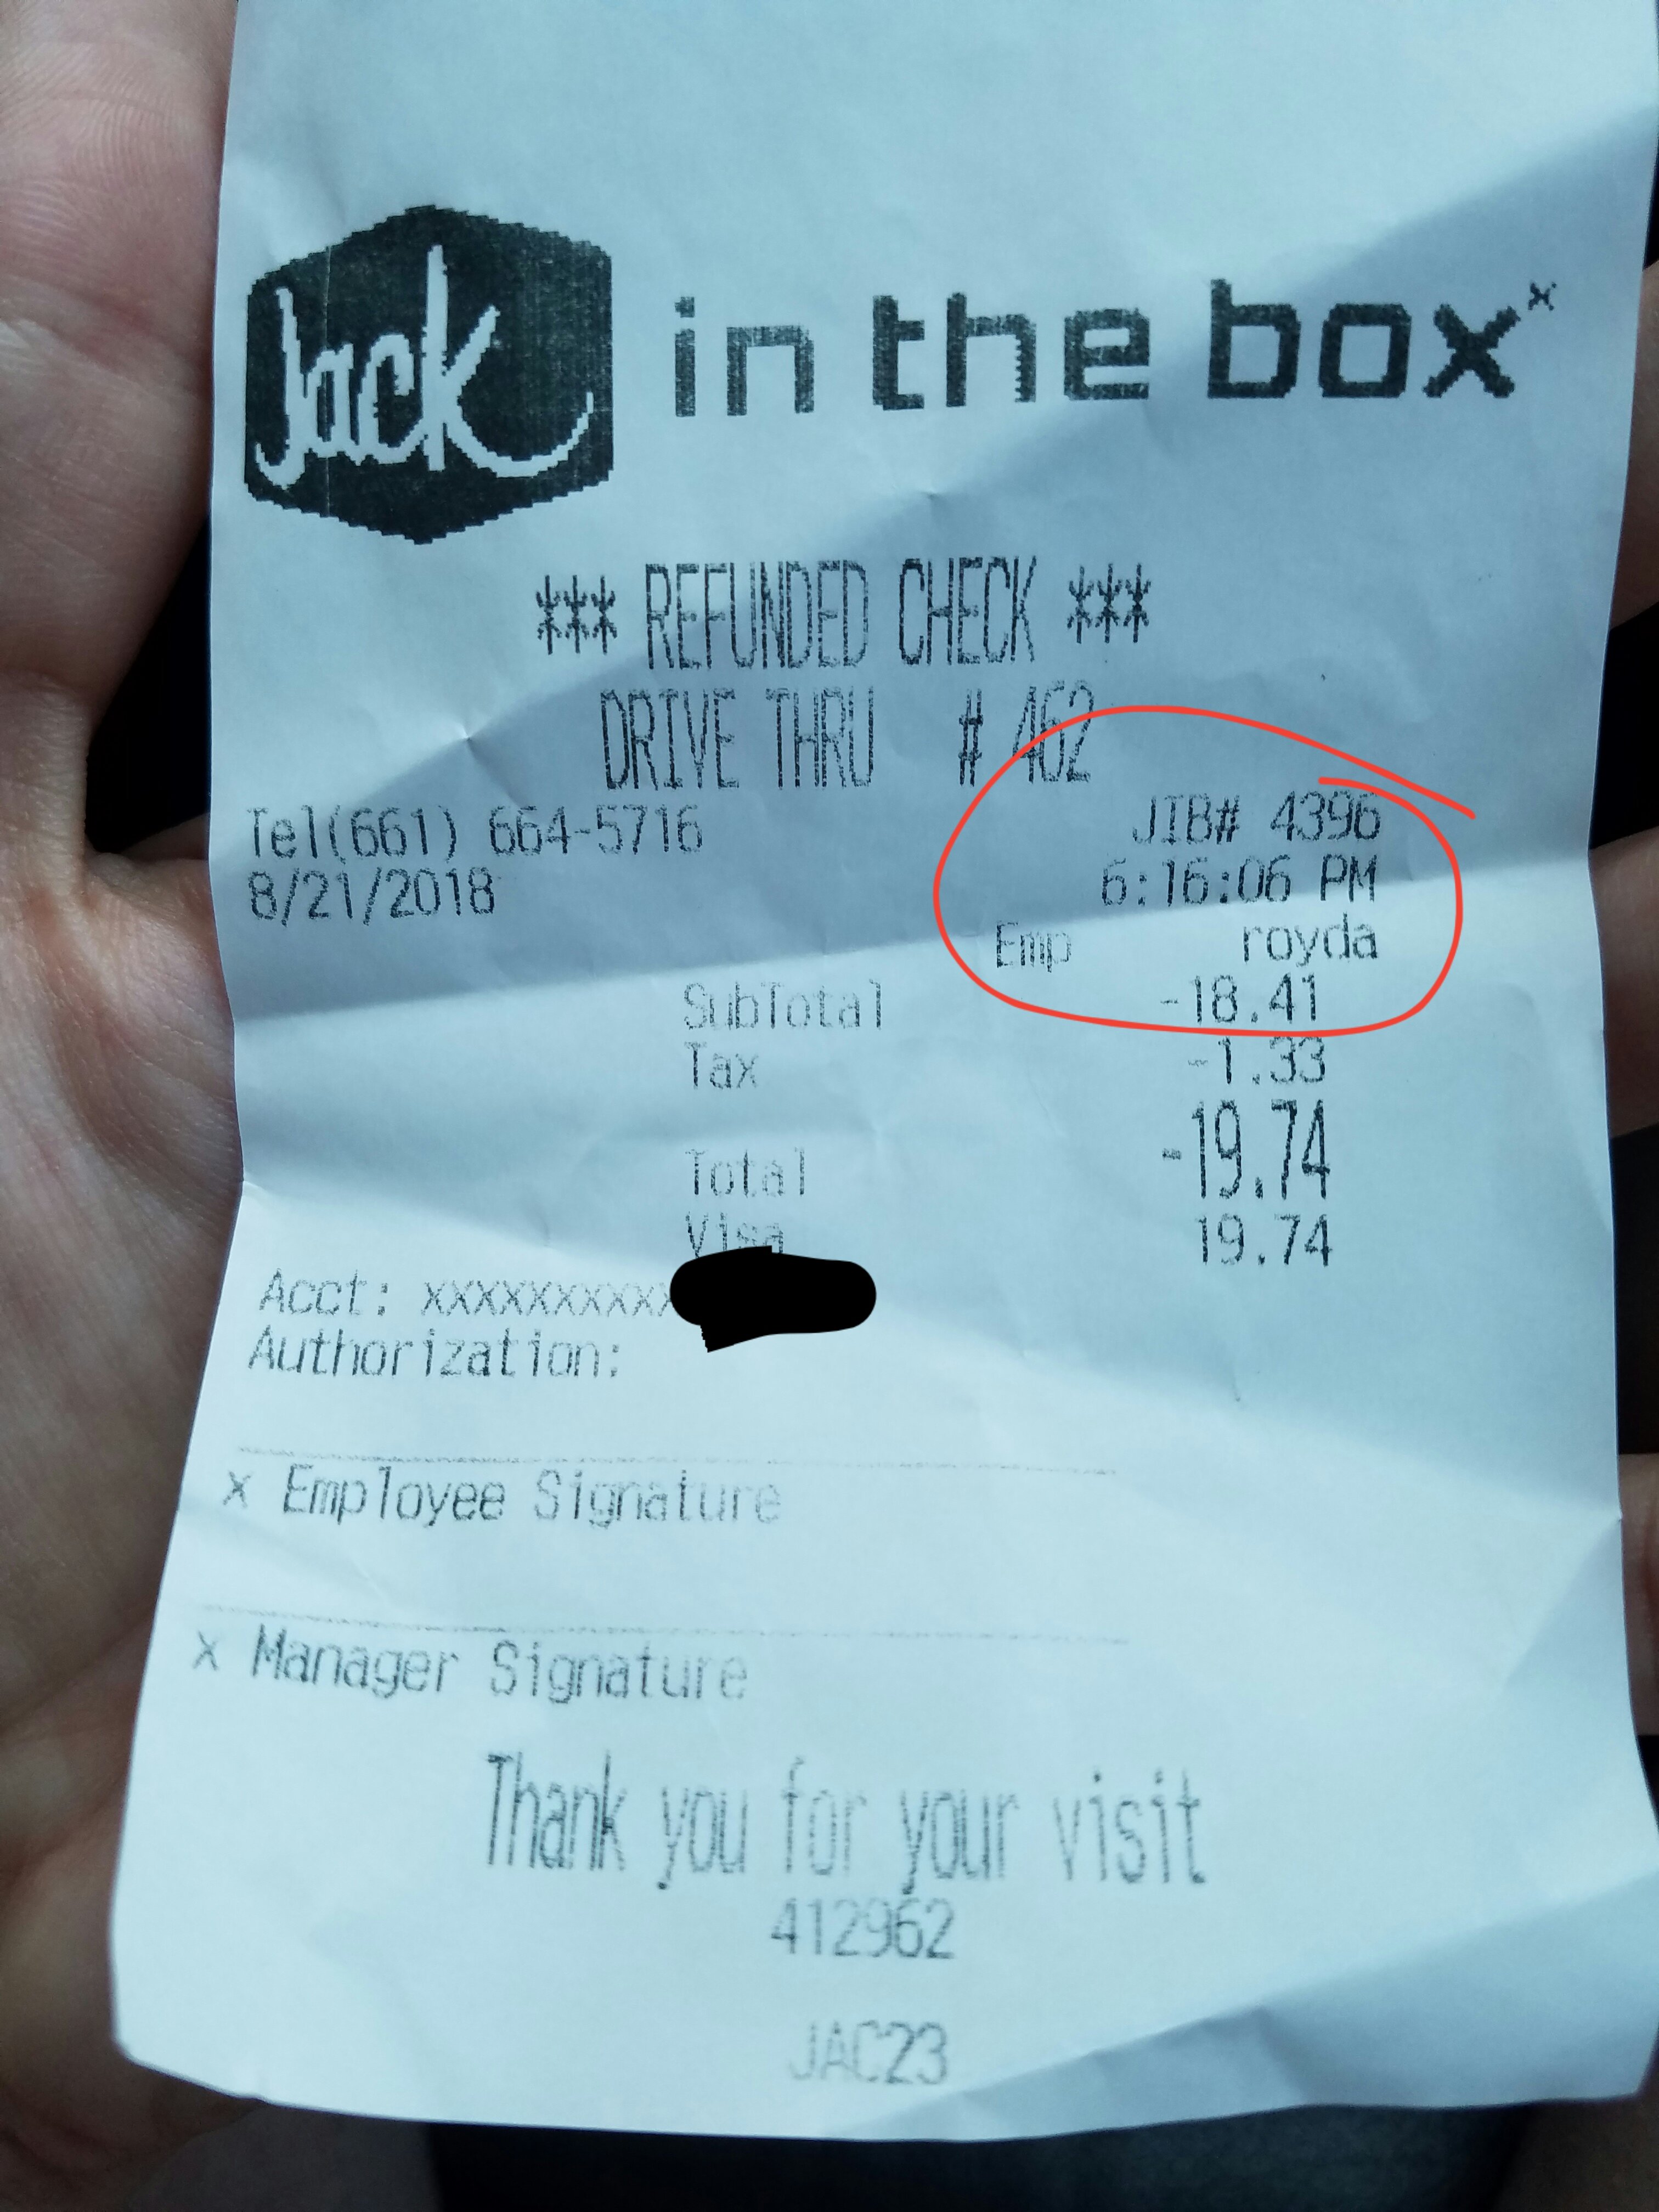 Jack in the box
*** REFUNDED CHECK ***
DRIVE THRU # 462
Tel(661) 664-5716 JIB# 4396
8/21/2018 6:16:06 PM
Emp royda
SubTotal -18.41
Tax -1.33
Total -19.74
Visa 19.74
Acct: xxxxxxxxxxx
Authorization:
x Employee Signature
x Manager Signature
Thank you for your visit
412962
JAC23